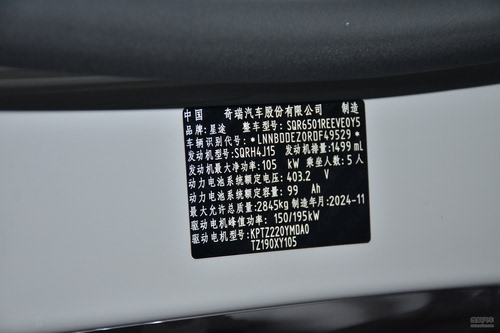 中国 奇瑞汽车股份有限公司 制造
品牌：星途 整车型号：SQR6501REEVE0Y5
车辆识别代号：*LNNBDDEZ0RDF49529*
发动机型号：SQRH4J15 发动机排量：1499 mL
发动机最大净功率：105 kW 乘坐人数：5人
动力电池系统额定电压：403.2 V
动力电池系统额定容量：99 Ah
最大允许总质量：2845kg 制造年月：2024-11
驱动电机峰值功率：150/195kW
驱动电机型号：KPTZ220YMDA0
TZ190XY105